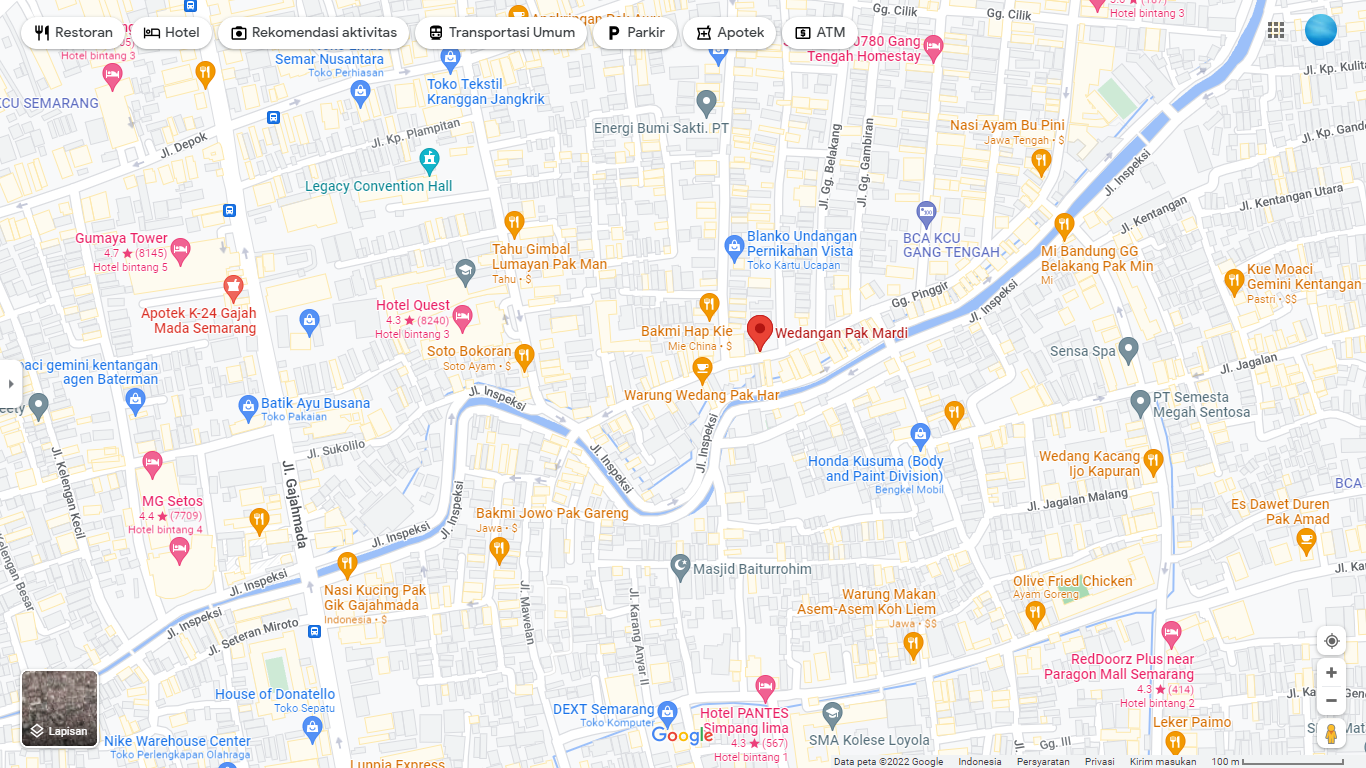 Restoran
Hotel
Rekomendasi aktivitas
Transportasi Umum
Parkir
Apotek
ATM
Gg. Cilik
Gg. Cilik
Hotel bintang 3
Hotel bintang 3
Semar Nusantara
Toko Perhiasan
Toko Tekstil
Kranggan Jangkrik
Gang
Tengah Homestay
Jl. Kp. Kulitan
KCU SEMARANG
Jl. Depok
Jl. Kp. Plampitan
Energi Bumi Sakti. PT
Nasi Ayam Bu Pini
Jawa Tengah • $
Jl. Kp. Gande
Legacy Convention Hall
Jl. Gg. Belakang
Jl. Gg. Gambiran
Jl. Inspeksi
Jl. Kentangan
Jl. Kentangan Utara
Gumaya Tower
4.7 ★ (8145)
Hotel bintang 5
Tahu Gimbal
Lumayan Pak Man
Tahu • $
Blanko Undangan
Pernikahan Vista
Toko Kartu Ucapan
BCA KCU
GANG TENGAH
Mi Bandung GG
Belakang Pak Min
Mi
Kue Moaci
Gemini Kentangan
Pastri • $$
Apotek K-24 Gajah
Mada Semarang
Hotel Quest
4.3 ★ (8240)
Hotel bintang 3
Gg. Pinggir
Jl. Inspeksi
Bakmi Hap Kie
Mie China • $
Wedangan Pak Mardi
Soto Bokoran
Soto Ayam • $
Sensa Spa
Jl. Jagalan
gemini kentangan
agen Baterman
Warung Wedang Pak Har
Batik Ayu Busana
Toko Pakaian
Jl. Inspeksi
PT Semesta
Megah Sentosa
Jl. Sukolilo
Jl. Inspeksi
Jl. Inspeksi
Honda Kusuma (Body
and Paint Division)
Bengkel Mobil
Wedang Kacang
Ijo Kapuran
Jl. Kelengan Kecil
Jl. Gajahmada
BCA
MG Setos
4.4 ★ (7709)
Hotel bintang 4
Jl. Inspeksi
Jl. Inspeksi
Bakmi Jowo Pak Gareng
Jawa • $
Jl. Jagalan Malang
Es Dawet Duren
Pak Amad
Kelengan Besar
Jl. Inspeksi
Nasi Kucing Pak
Gik Gajahmada
Indonesia • $
Masjid Baiturrohim
Olive Fried Chicken
Ayam Goreng
Warung Makan
Asem-Asem Koh Liem
Jawa • $$
Jl. Inspeksi
Jl. Seteran Miroto
Jl. Mawelan
Jl. Karang Anyar II
RedDoorz Plus near
Paragon Mall Semarang
4.3 ★ (414)
Hotel bintang 2
House of Donatello
Toko Sepatu
DEXT Semarang
Toko Komputer
Hotel PANTES
Simpang lima
4.3 ★ (567)
Hotel bintang 1
SMA Kolese Loyola
Leker Paimo
Jl. Gg. III
Lapisan
Nike Warehouse Center
Toko Perlengkapan Olahraga
Lunpia Express
Google
Data peta ©2022 Google
Indonesia
Persyaratan
Privasi
Kirim masukan
100 m